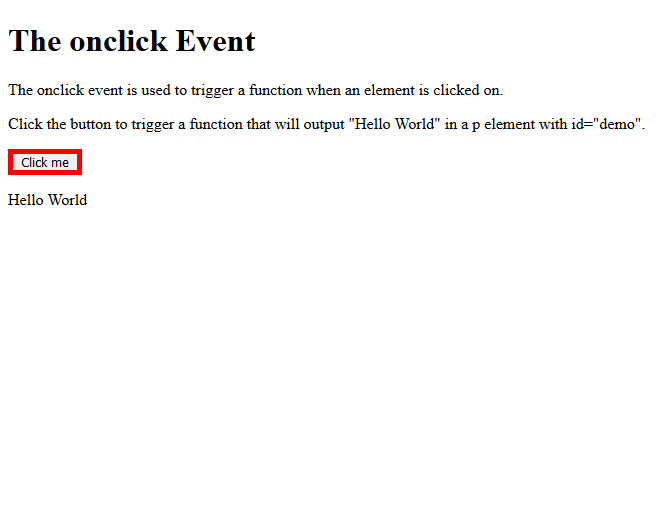 The onclick Event
The onclick event is used to trigger a function when an element is clicked on.
Click the button to trigger a function that will output "Hello World" in a p element with id="demo".
Click me
Hello World